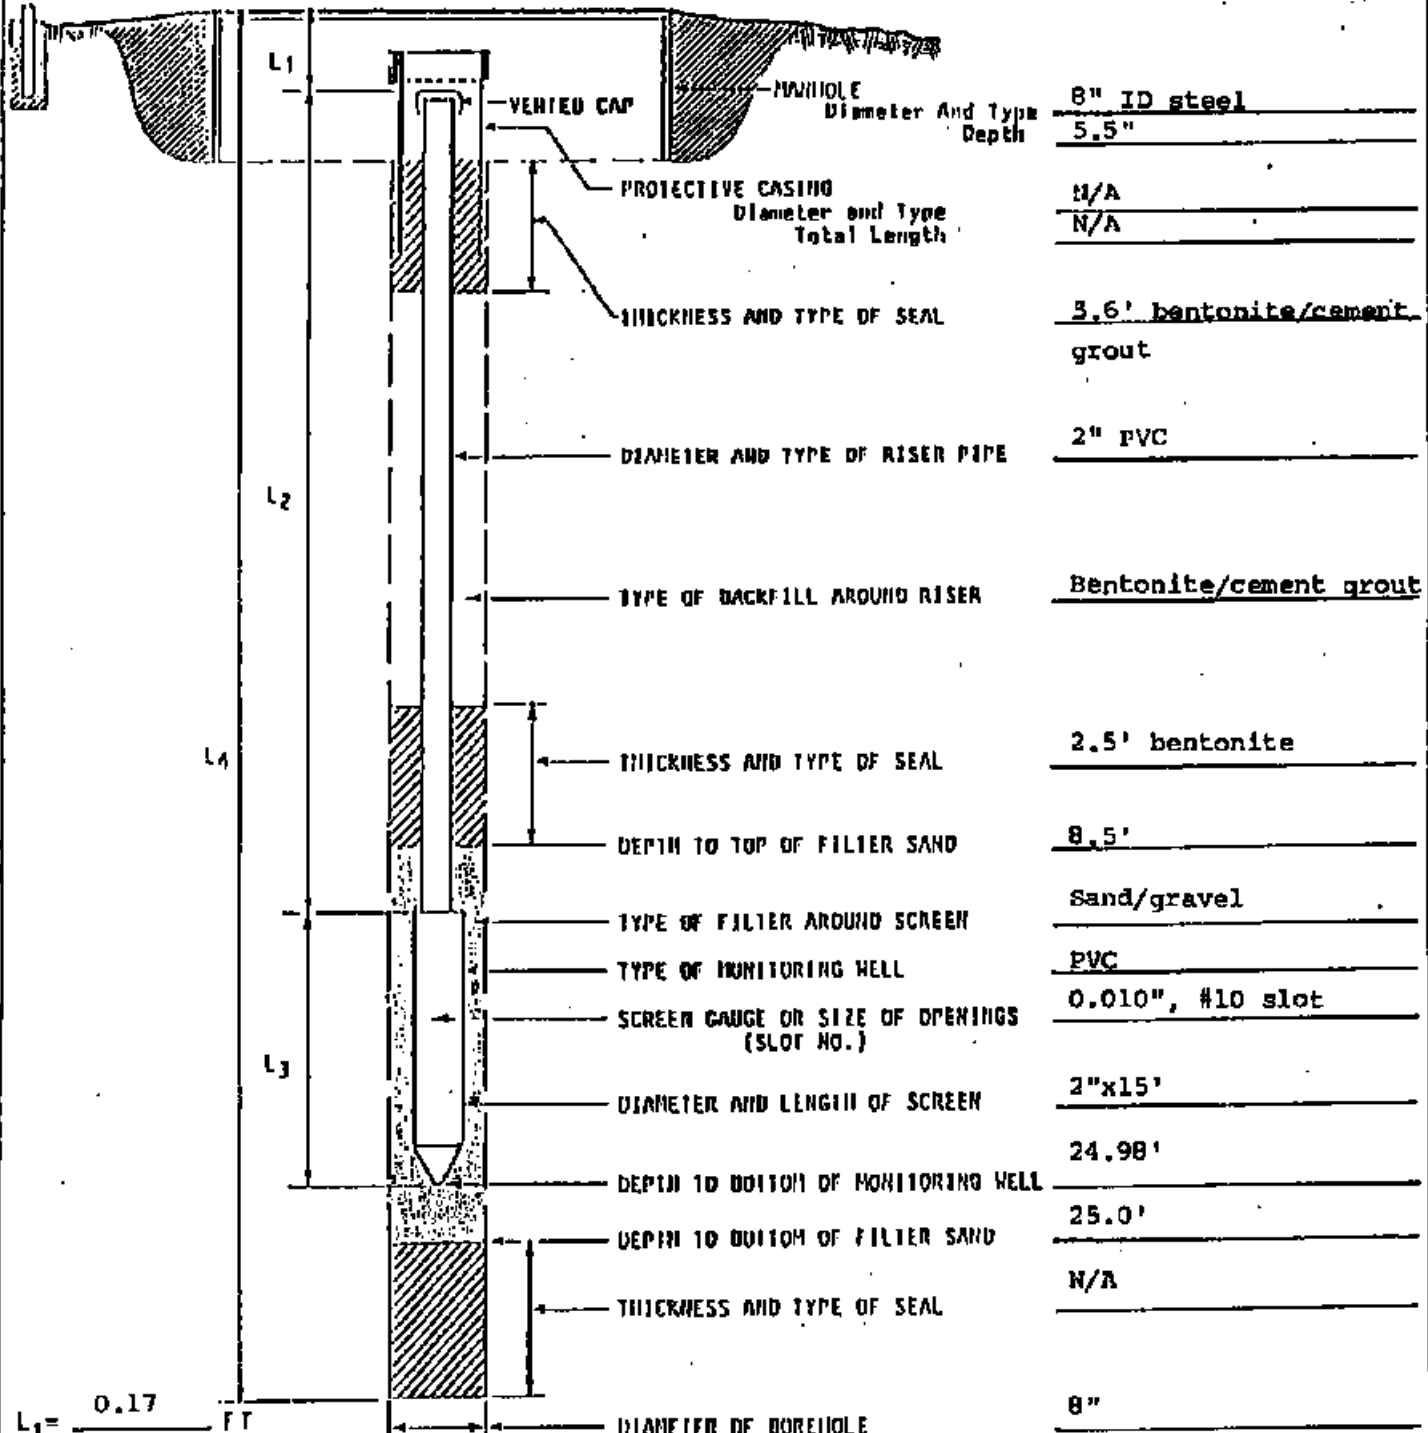 L1
MANHOLE
8" ID steel
VENTED CAP
Diameter And Type
Depth
5.5"
PROTECTIVE CASING
N/A
Diameter and Type
Total Length
N/A
THICKNESS AND TYPE OF SEAL
3.6' bentonite/cement
grout
DIAMETER AND TYPE OF RISER PIPE
2" PVC
L2
TYPE OF BACKFILL AROUND RISER
Bentonite/cement grout
L4
THICKNESS AND TYPE OF SEAL
2.5' bentonite
DEPTH TO TOP OF FILTER SAND
8.5'
TYPE OF FILTER AROUND SCREEN
Sand/gravel
TYPE OF MONITORING WELL
PVC
SCREEN GAUGE OR SIZE OF OPENINGS
(SLOT NO.)
0.010", #10 slot
L3
DIAMETER AND LENGTH OF SCREEN
2"x15'
DEPTH TO BOTTOM OF MONITORING WELL
24.98'
DEPTH TO BOTTOM OF FILTER SAND
25.0'
THICKNESS AND TYPE OF SEAL
N/A
L1= 0.17 FT
DIAMETER OF BOREHOLE
8"